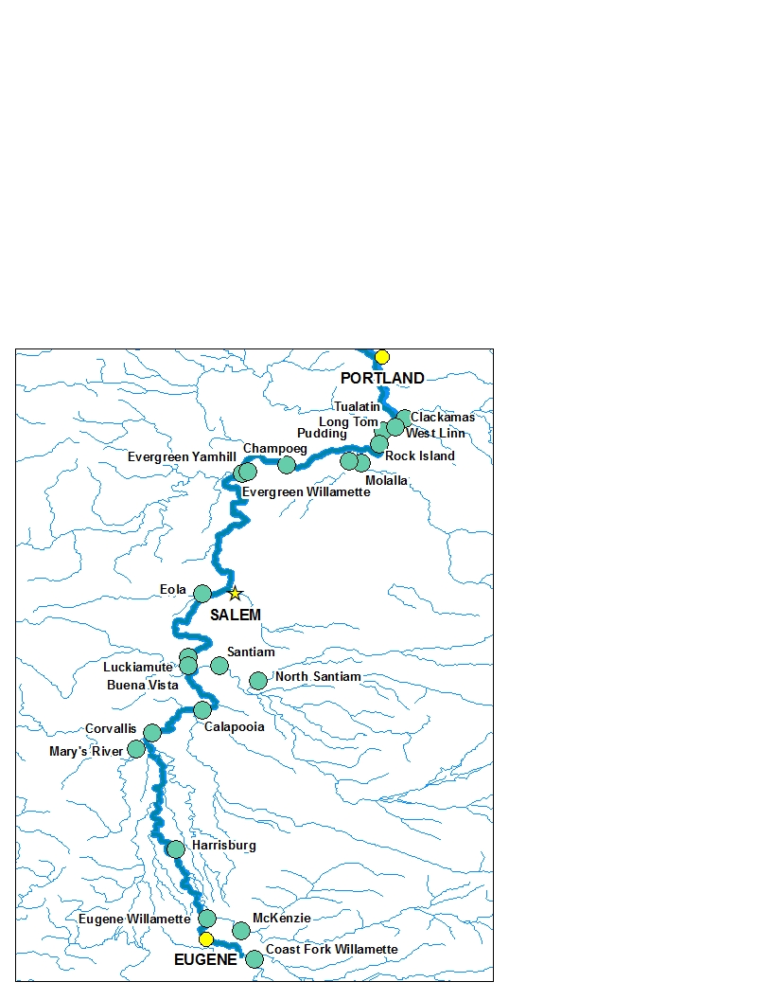 PORTLAND
Tualatin
Clackamas
Long Tom
West Linn
Pudding
Champoeg
Rock Island
Evergreen Yamhill
Molalla
Evergreen Willamette
Eola
SALEM
Santiam
Luckiamute
North Santiam
Buena Vista
Corvallis
Calapooia
Mary's River
Harrisburg
Eugene Willamette
McKenzie
Coast Fork Willamette
EUGENE